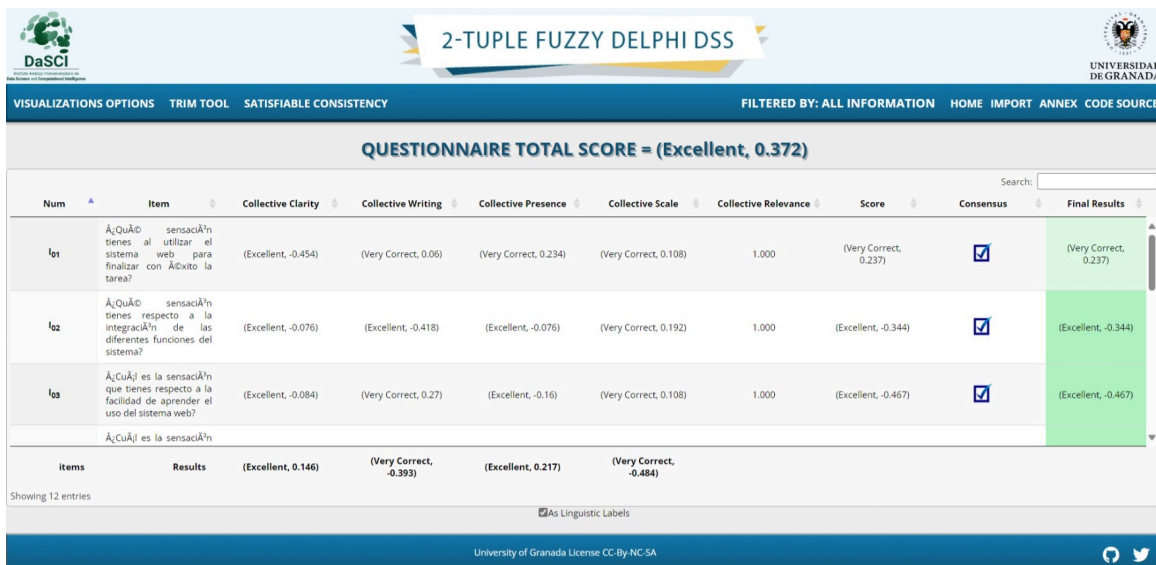 DaSCI
Instituto Andaluz Interuniversitario en
Data Science and Computational Intelligence
2-TUPLE FUZZY DELPHI DSS
UNIVERSIDAD
DE GRANADA
VISUALIZATIONS OPTIONS TRIM TOOL SATISFIABLE CONSISTENCY FILTERED BY: ALL INFORMATION HOME IMPORT ANNEX CODE SOURCE
QUESTIONNAIRE TOTAL SCORE = (Excellent, 0.372)
Search:
Num Item Collective Clarity Collective Writing Collective Presence Collective Scale Collective Relevance Score Consensus Final Results
I01
Â¿QuÃ© sensaciÃ³n
tienes al utilizar el
sistema web para
finalizar con Ã©xito la
tarea?
(Excellent, -0.454) (Very Correct, 0.06) (Very Correct, 0.234) (Very Correct, 0.108) 1.000
(Very Correct,
0.237)
(Very Correct,
0.237)
I02
Â¿QuÃ© sensaciÃ³n
tienes respecto a la
integraciÃ³n de las
diferentes funciones del
sistema?
(Excellent, -0.076) (Excellent, -0.418) (Excellent, -0.076) (Very Correct, 0.192) 1.000 (Excellent, -0.344) (Excellent, -0.344)
I03
Â¿CuÃ¡l es la sensaciÃ³n
que tienes respecto a la
facilidad de aprender el
uso del sistema web?
(Excellent, -0.084) (Very Correct, 0.27) (Excellent, -0.16) (Very Correct, 0.108) 1.000 (Excellent, -0.467) (Excellent, -0.467)
Â¿CuÃ¡l es la sensaciÃ³n
items Results (Excellent, 0.146)
(Very Correct,
-0.393)
(Excellent, 0.217)
(Very Correct,
-0.484)
Showing 12 entries
As Linguistic Labels
University of Granada License CC-By-NC-SA